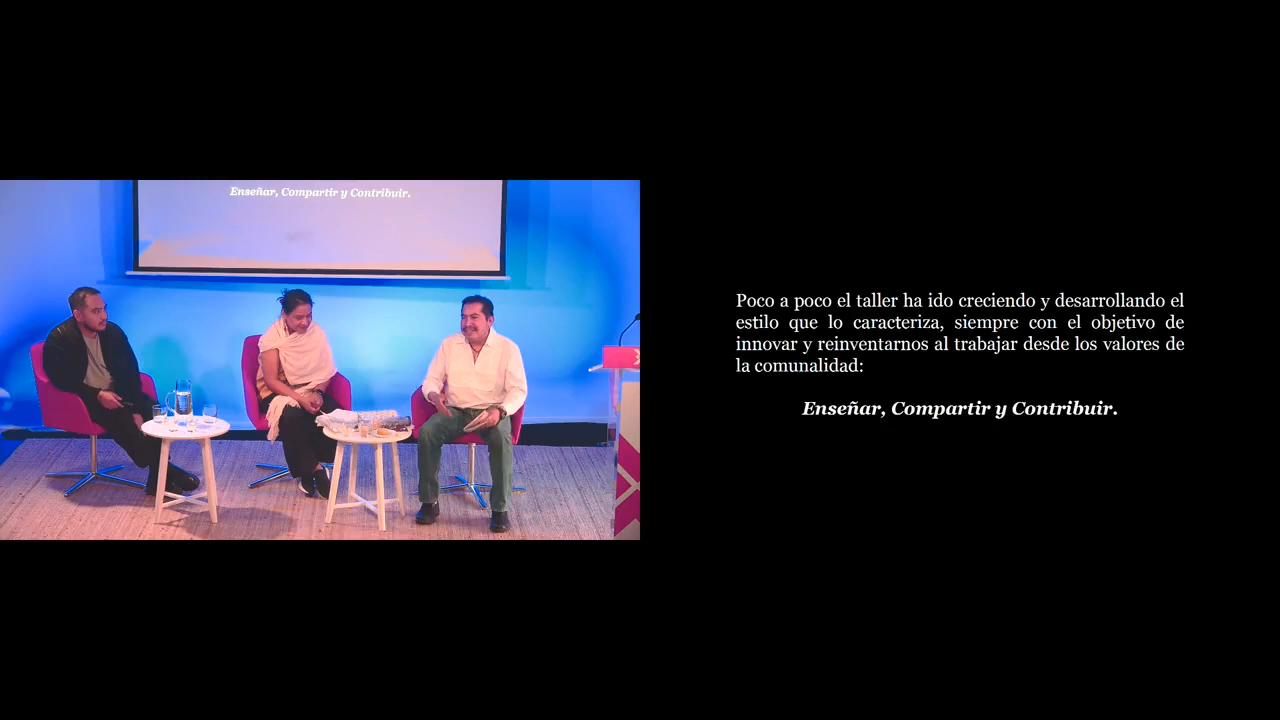 Enseñar, Compartir y Contribuir.
Poco a poco el taller ha ido creciendo y desarrollando el
estilo que lo caracteriza, siempre con el objetivo de
innovar y reinventarnos al trabajar desde los valores de
la comunalidad:
Enseñar, Compartir y Contribuir.